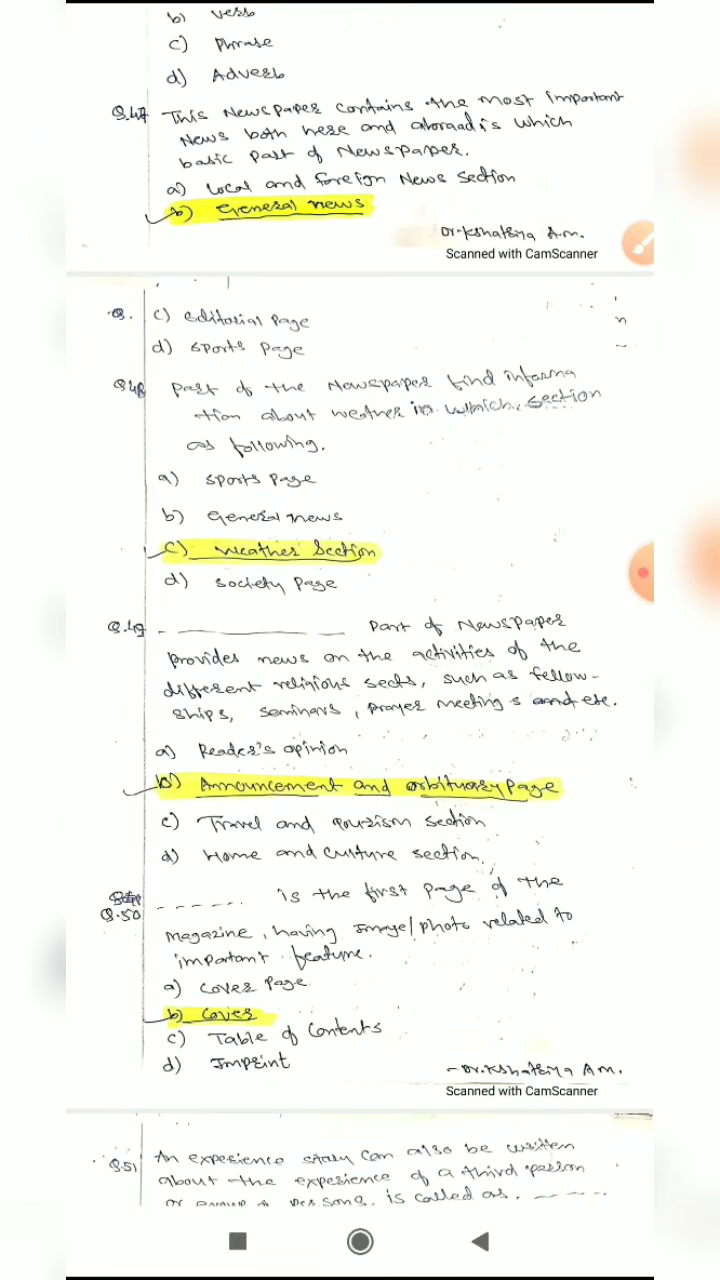 b) verb
c) Phrase
d) Adverb
Q.47 This Newspaper contains the most important
News both here and aboraad is which
basic Part of Newspaper.
a) Local and foreign News section
b) General news
Dr.Kshatriya A.M.
Scanned with CamScanner
Q. c) Editorial Page
d) Sports Page
Q.48 Part of the Newspaper find informa
tion about weather in which section
as following.
a) Sports Page
b) General news
c) Weather Section
d) Society Page
Q.49 - Part of Newspaper
provides news on the activities of the
different religious sects, such as fellow-
ships, seminars, prayer meetings and etc.
a) Reader's opinion
b) Announcement and orbituary Page
c) Travel and Tourism section
d) Home and Culture section.
Q.50 ------ is the first page of the
magazine, having Image/photo related to
important feature.
a) Cover Page
b) Cover
c) Table of Contents
d) Imprint
- Dr.Kshatriya A M.
Scanned with CamScanner
Q.51 An experience story can also be written
about the experience of a third person
or group of persons. is called as. -----